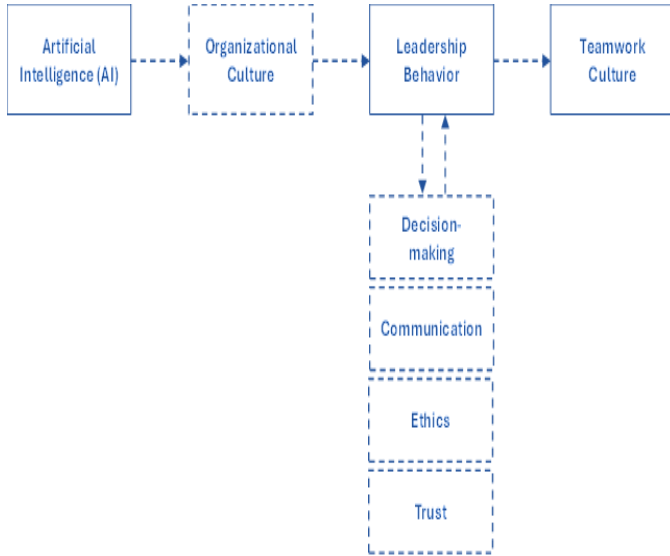 Artificial
Intelligence (AI)
Organizational
Culture
Leadership
Behavior
Teamwork
Culture
Decision-
making
Communication
Ethics
Trust